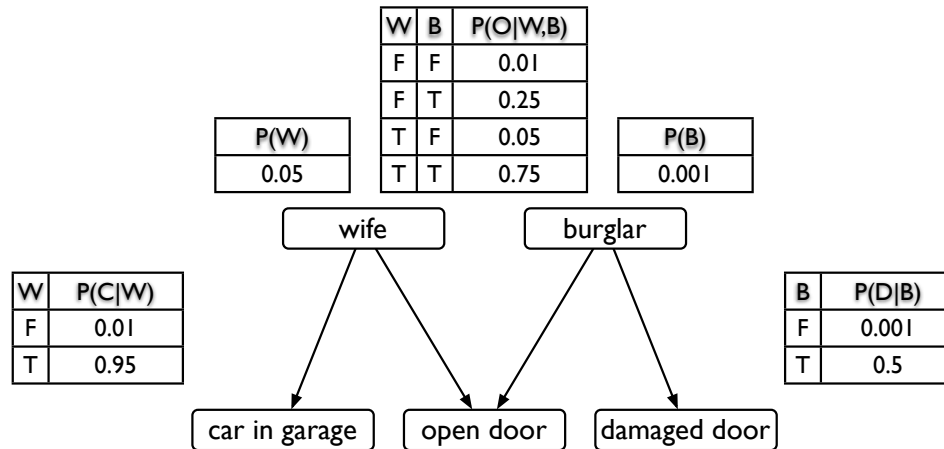 W B P(O|W,B)
F F 0.01
F T 0.25
T F 0.05
T T 0.75
P(W)
0.05
P(B)
0.001
wife
burglar
W P(C|W)
F 0.01
T 0.95
B P(D|B)
F 0.001
T 0.5
car in garage
open door
damaged door